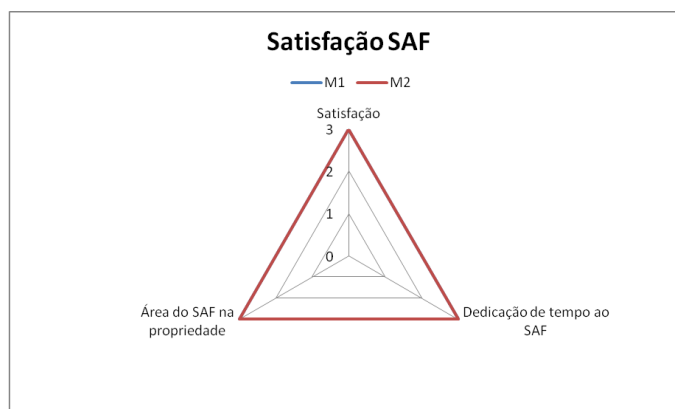 Satisfação SAF
M1 M2
Satisfação
3
2
1
0
Área do SAF na
propriedade
Dedicação de tempo ao
SAF